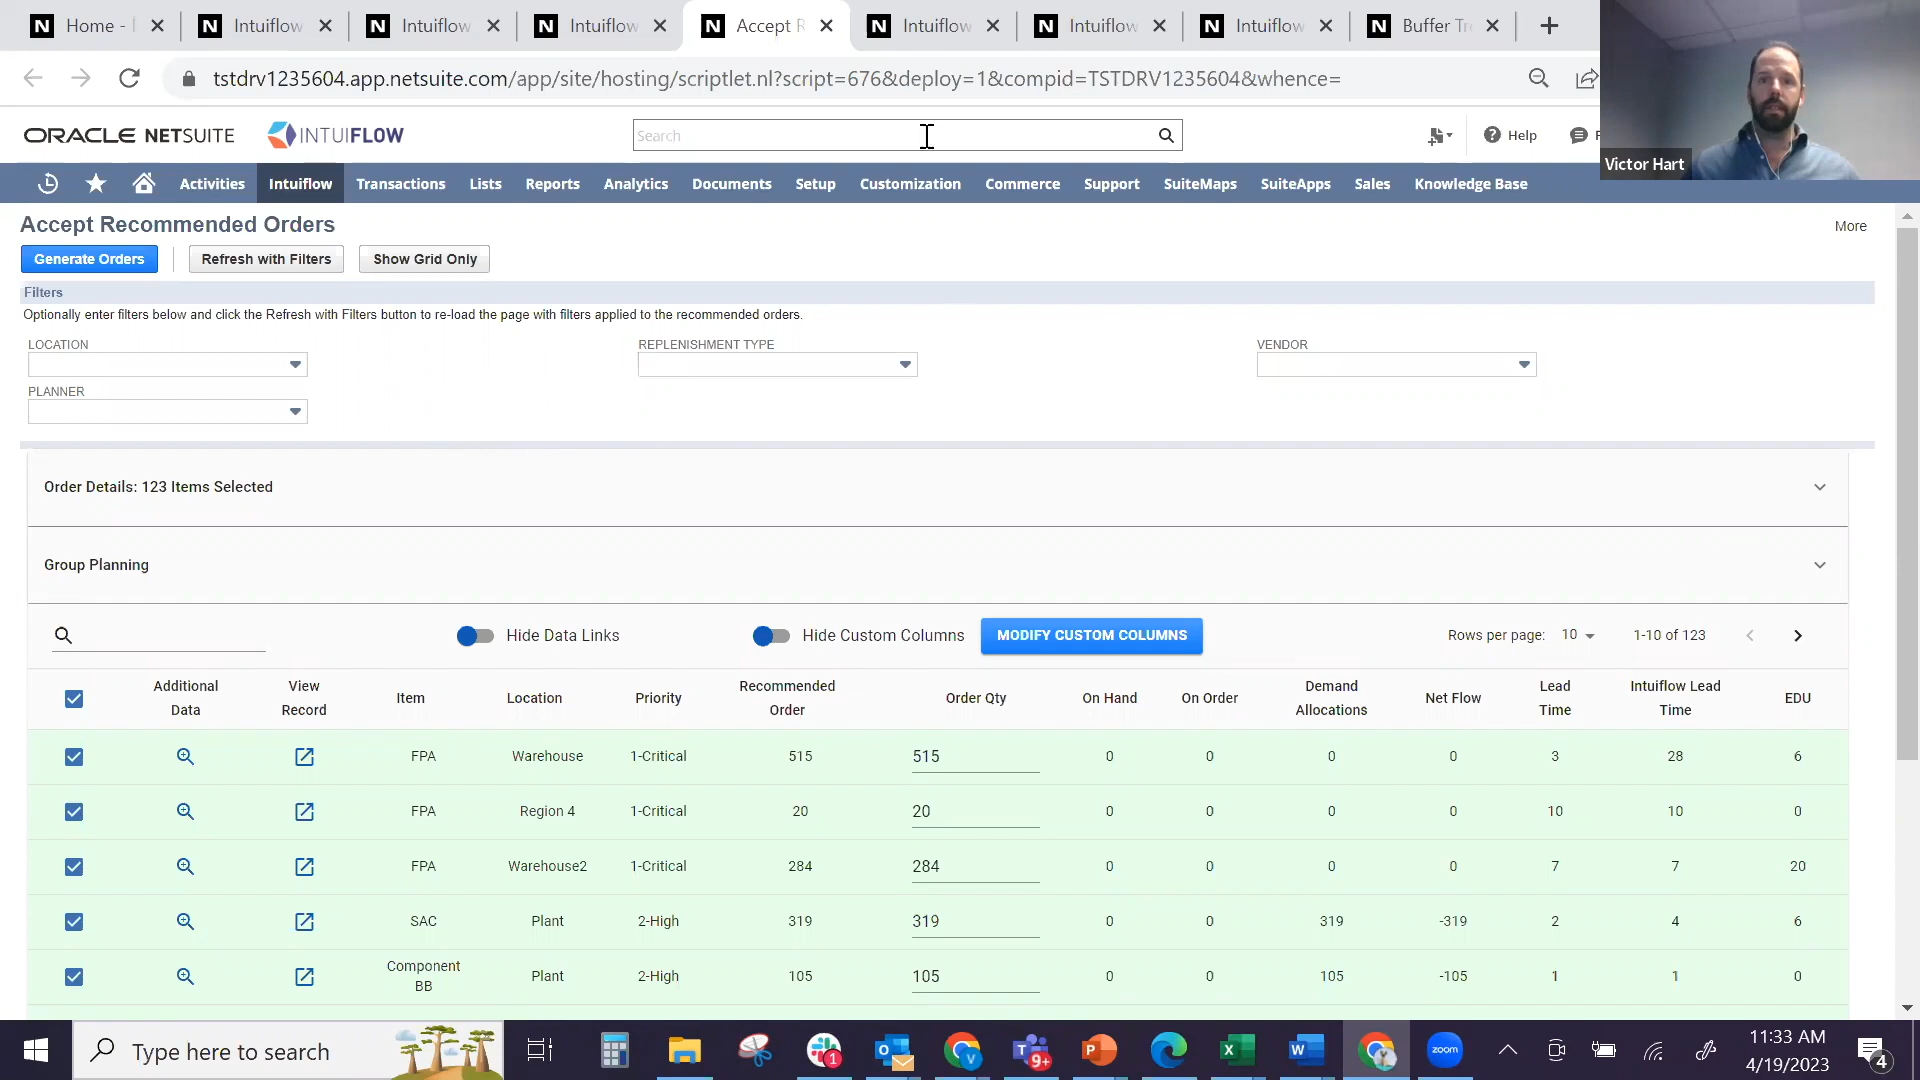 Home -
Intuiflow
Intuiflow
Intuiflow
Accept R
Intuiflow
Intuiflow
Intuiflow
Buffer Tr
tstdrv1235604.app.netsuite.com/app/site/hosting/scriptlet.nl?script=676&deploy=1&compid=TSTDRV1235604&whence=
ORACLE NETSUITE
INTUIFLOW
Search
Help
Victor Hart
Activities Intuiflow Transactions Lists Reports Analytics Documents Setup Customization Commerce Support SuiteMaps SuiteApps Sales Knowledge Base
Accept Recommended Orders
More
Generate Orders
Refresh with Filters
Show Grid Only
Filters
Optionally enter filters below and click the Refresh with Filters button to re-load the page with filters applied to the recommended orders.
LOCATION
REPLENISHMENT TYPE
VENDOR
PLANNER
Order Details: 123 Items Selected
Group Planning
Hide Data Links
Hide Custom Columns
MODIFY CUSTOM COLUMNS
Rows per page: 10
1-10 of 123
Additional Data View Record Item Location Priority Recommended Order Order Qty On Hand On Order Demand Allocations Net Flow Lead Time Intuiflow Lead Time EDU
FPA Warehouse 1-Critical 515 515 0 0 0 0 3 28 6
FPA Region 4 1-Critical 20 20 0 0 0 0 10 10 0
FPA Warehouse2 1-Critical 284 284 0 0 0 0 7 7 20
SAC Plant 2-High 319 319 0 0 319 -319 2 4 6
Component BB Plant 2-High 105 105 0 0 105 -105 1 1 0
Type here to search
1
9+
zoom
11:33 AM
4/19/2023
4